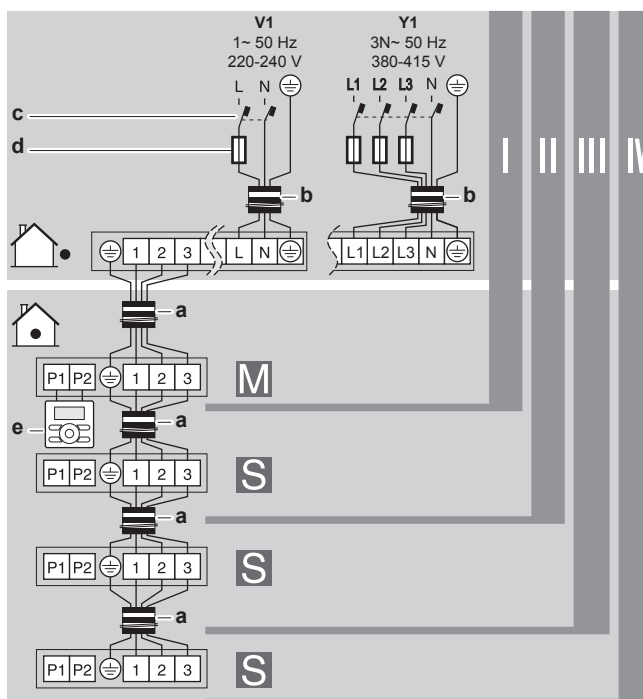 V1
1~ 50 Hz
220-240 V
L N
Y1
3N~ 50 Hz
380-415 V
L1 L2 L3 N
c
d
b
b
I II III IV
1 2 3 L N
L1 L2 L3 N
a
P1 P2 1 2 3 M
e
a
P1 P2 1 2 3 S
a
P1 P2 1 2 3 S
a
P1 P2 1 2 3 S